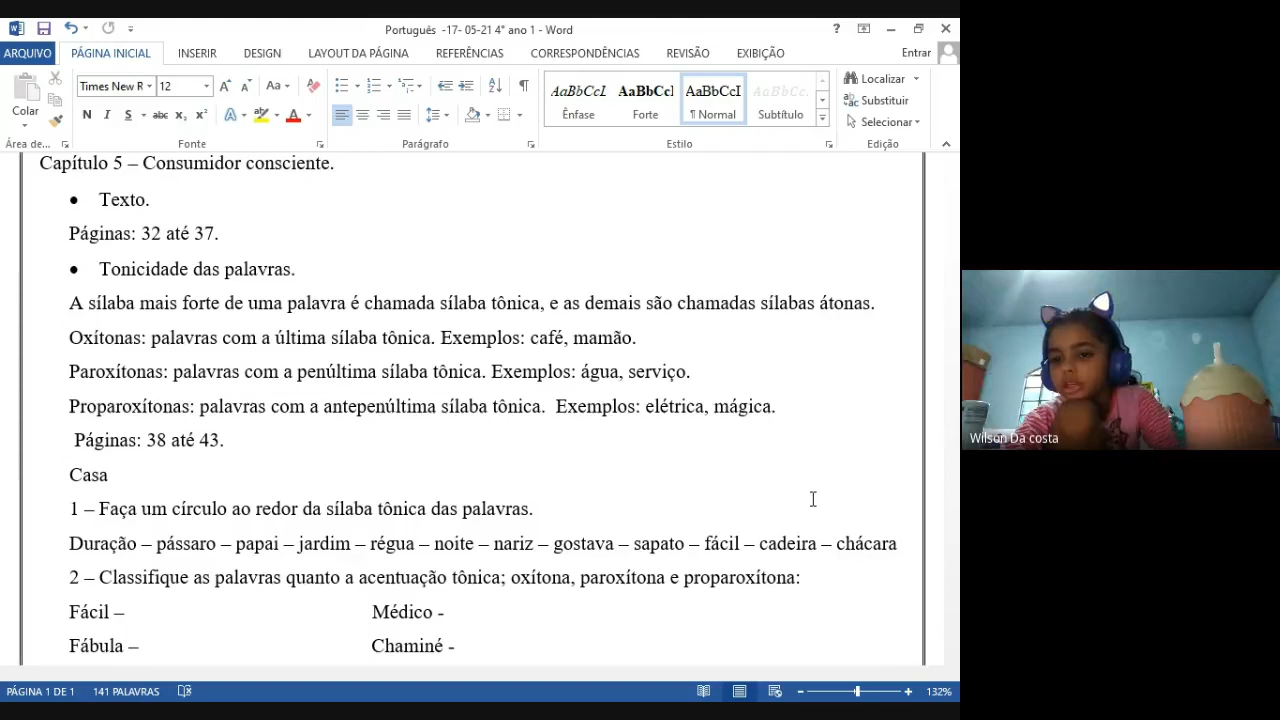 Português -17- 05-21 4° ano 1 - Word
ARQUIVO PÁGINA INICIAL INSERIR DESIGN LAYOUT DA PÁGINA REFERÊNCIAS CORRESPONDÊNCIAS REVISÃO EXIBIÇÃO Entrar
Times New R 12 Aa
AaBbCcI AaBbCcI AaBbCcI AaBbCc.
Localizar
Substituir
Selecionar
Colar
N I S abc x₂ x² A A
Ênfase Forte ¶ Normal Subtítulo
Área de... Fonte Parágrafo Estilo Edição
Capítulo 5 – Consumidor consciente.
• Texto.
Páginas: 32 até 37.
• Tonicidade das palavras.
A sílaba mais forte de uma palavra é chamada sílaba tônica, e as demais são chamadas sílabas átonas.
Oxítonas: palavras com a última sílaba tônica. Exemplos: café, mamão.
Paroxítonas: palavras com a penúltima sílaba tônica. Exemplos: água, serviço.
Proparoxítonas: palavras com a antepenúltima sílaba tônica. Exemplos: elétrica, mágica.
Páginas: 38 até 43.
Casa
1 – Faça um círculo ao redor da sílaba tônica das palavras.
Duração – pássaro – papai – jardim – régua – noite – nariz – gostava – sapato – fácil – cadeira – chácara
2 – Classifique as palavras quanto a acentuação tônica; oxítona, paroxítona e proparoxítona:
Fácil – Médico -
Fábula – Chaminé -
PÁGINA 1 DE 1 141 PALAVRAS 132%
Wilson Da costa